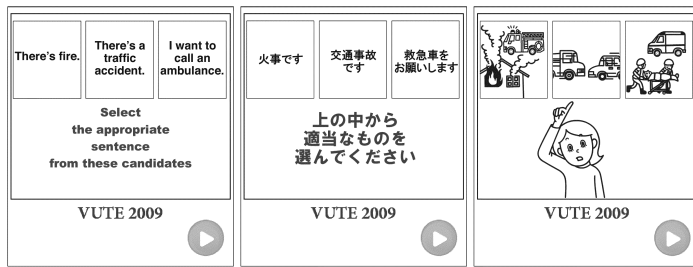 There's fire.
There's a
traffic
accident.
I want to
call an
ambulance.
Select
the appropriate
sentence
from these candidates
VUTE 2009
火事です
交通事故
です
救急車を
お願いします
上の中から
適当なものを
選んでください
VUTE 2009
VUTE 2009